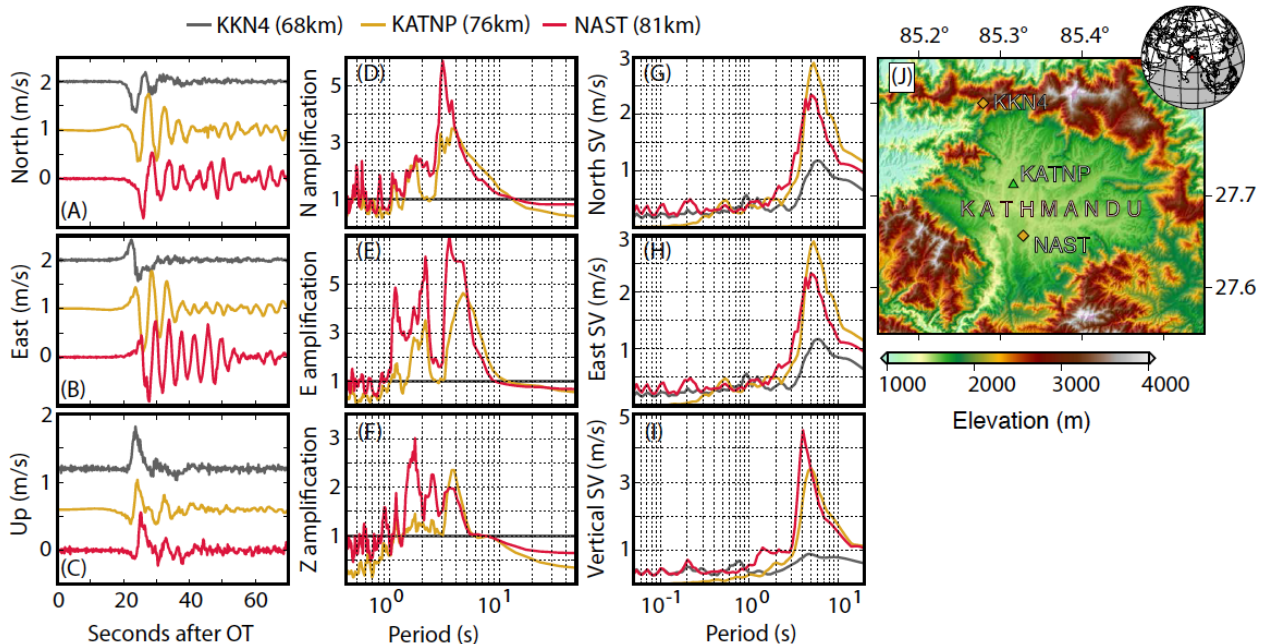 KKN4 (68km) KATNP (76km) NAST (81km)
North (m/s)
2
1
0
(A)
East (m/s)
2
1
0
(B)
Up (m/s)
2
1
0
(C)
0 20 40 60
Seconds after OT
N amplification
5
3
1
(D)
E amplification
7
5
3
1
(E)
Z amplification
3
2
1
(F)
10^0 10^1
Period (s)
North SV (m/s)
3
2
1
(G)
East SV (m/s)
3
2
1
(H)
Vertical SV (m/s)
5
3
1
(I)
10^-1 10^0 10^1
Period (s)
85.2° 85.33° 85.4°
(J)
KKN4
KATNP
KATHMANDU
NAST
27.7
27.6
1000 2000 3000 4000
Elevation (m)